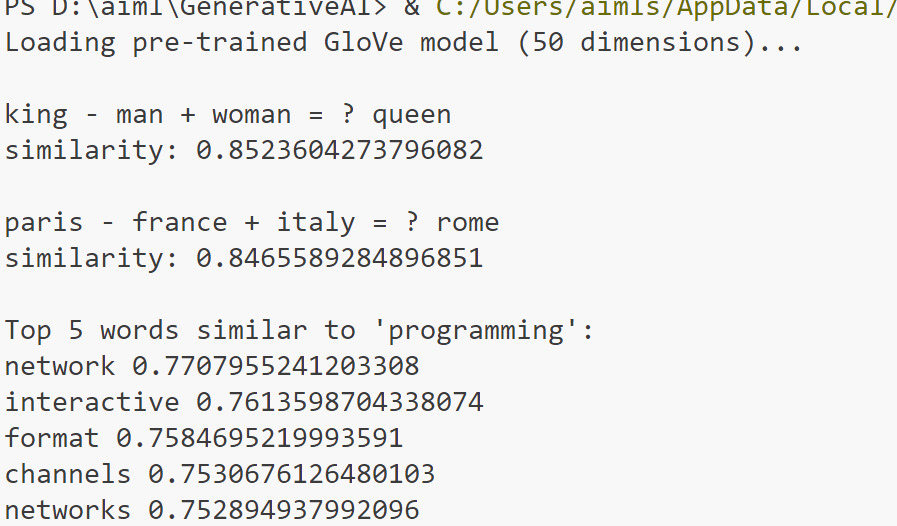 PS D:\aiml\GenerativeAI> & C:/Users/aimls/AppData/Local/
Loading pre-trained GloVe model (50 dimensions)...
king - man + woman = ? queen
similarity: 0.8523604273796082
paris - france + italy = ? rome
similarity: 0.8465589284896851
Top 5 words similar to 'programming':
network 0.7707955241203308
interactive 0.7613598704338074
format 0.7584695219993591
channels 0.7530676126480103
networks 0.752894937992096